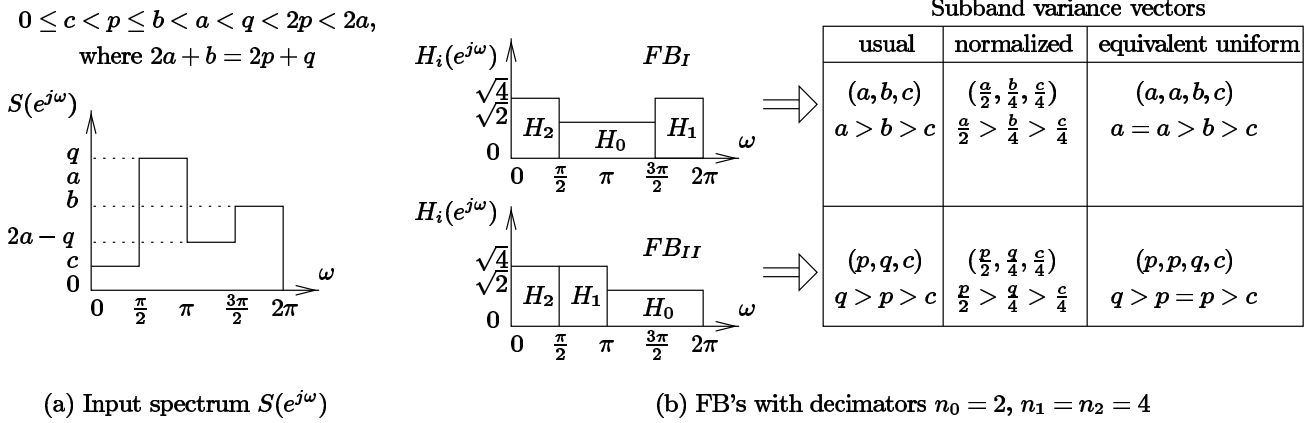 0 ≤ c < p ≤ b < a < q < 2p < 2a,
where 2a + b = 2p + q
S(e^{jω})
q
a
b
2a − q
c
0
ω
0 π/2 π 3π/2 2π
(a) Input spectrum S(e^{jω})
H_i(e^{jω})
FB_I
√4
√2
0
H_2 H_0 H_1
ω
0 π/2 π 3π/2 2π
H_i(e^{jω})
FB_{II}
√4
√2
0
H_2 H_1 H_0
ω
0 π/2 π 3π/2 2π
Subband variance vectors
usual normalized equivalent uniform
(a, b, c) (a/2, b/4, c/4) (a, a, b, c)
a > b > c a/2 > b/4 > c/4 a = a > b > c
(p, q, c) (p/2, q/4, c/4) (p, p, q, c)
q > p > c p/2 > q/4 > c/4 q > p = p > c
(b) FB's with decimators n_0 = 2, n_1 = n_2 = 4